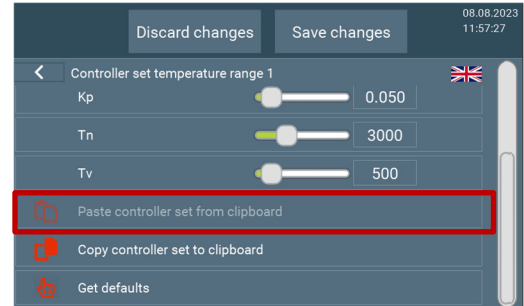 08.08.2023
Discard changes Save changes 11:57:27
Controller set temperature range 1
Kp 0.050
Tn 3000
Tv 500
Paste controller set from clipboard
Copy controller set to clipboard
Get defaults